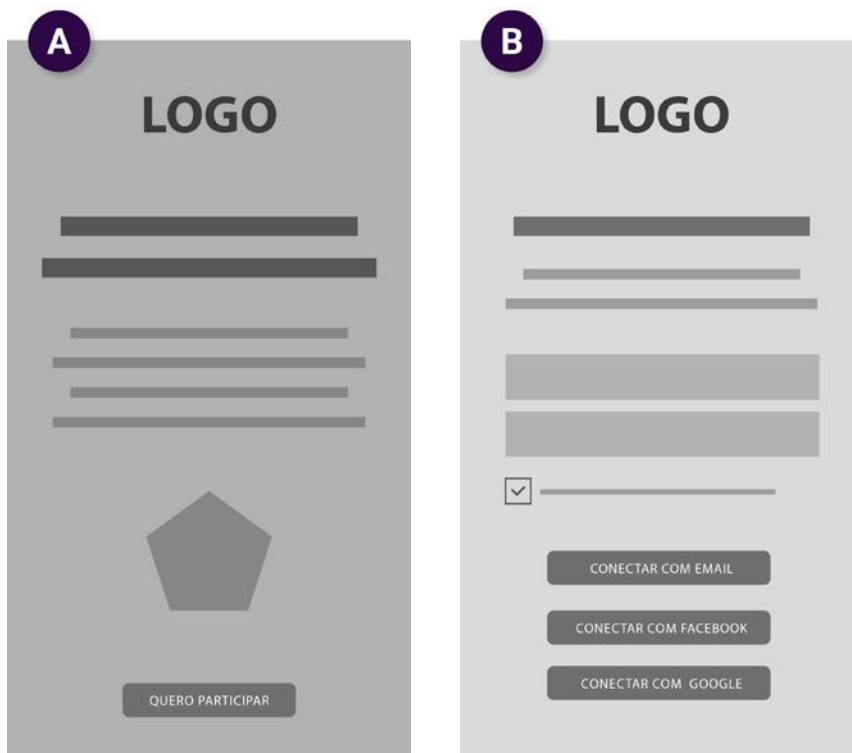 A
LOGO
QUERO PARTICIPAR
B
LOGO
CONECTAR COM EMAIL
CONECTAR COM FACEBOOK
CONECTAR COM GOOGLE